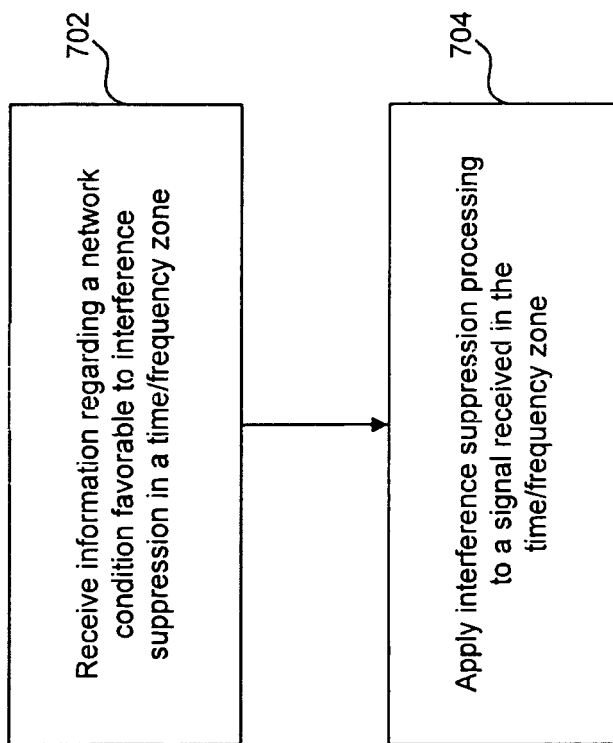 702
Receive information regarding a network
condition favorable to interference
suppression in a time/frequency zone
704
Apply interference suppression processing
to a signal received in the
time/frequency zone